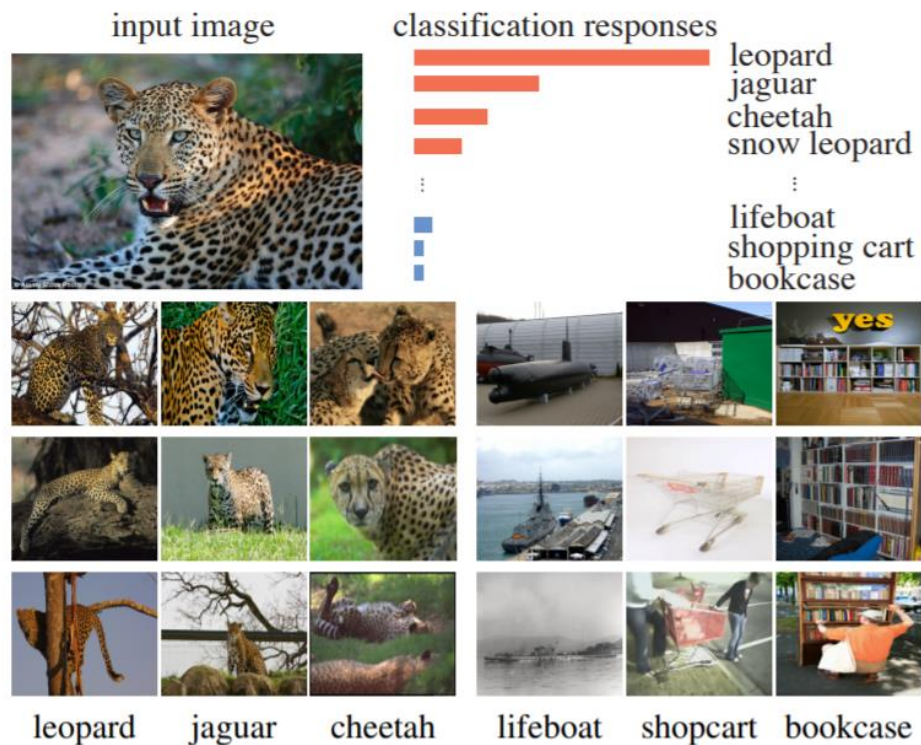 input image
classification responses
leopard
jaguar
cheetah
snow leopard
lifeboat
shopping cart
bookcase
yes
leopard
jaguar
cheetah
lifeboat
shopcart
bookcase